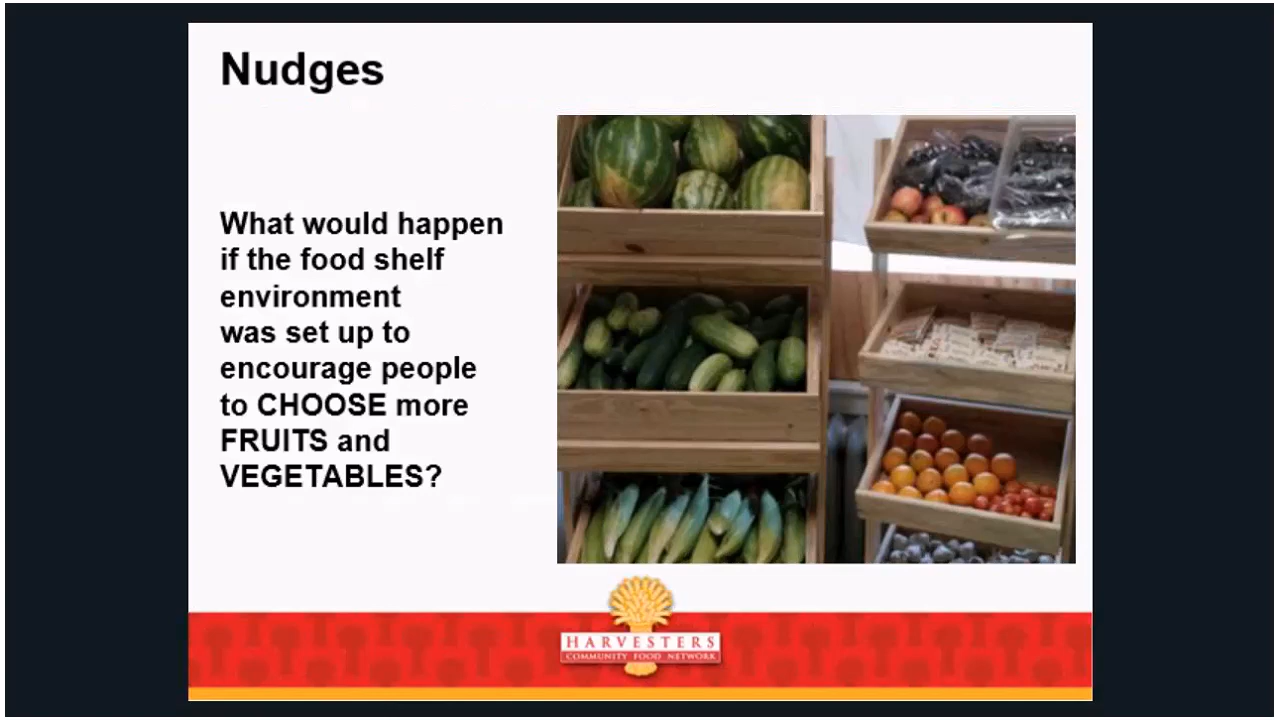 Nudges
What would happen
if the food shelf
environment
was set up to
encourage people
to CHOOSE more
FRUITS and
VEGETABLES?
HARVESTERS
COMMUNITY FOOD NETWORK